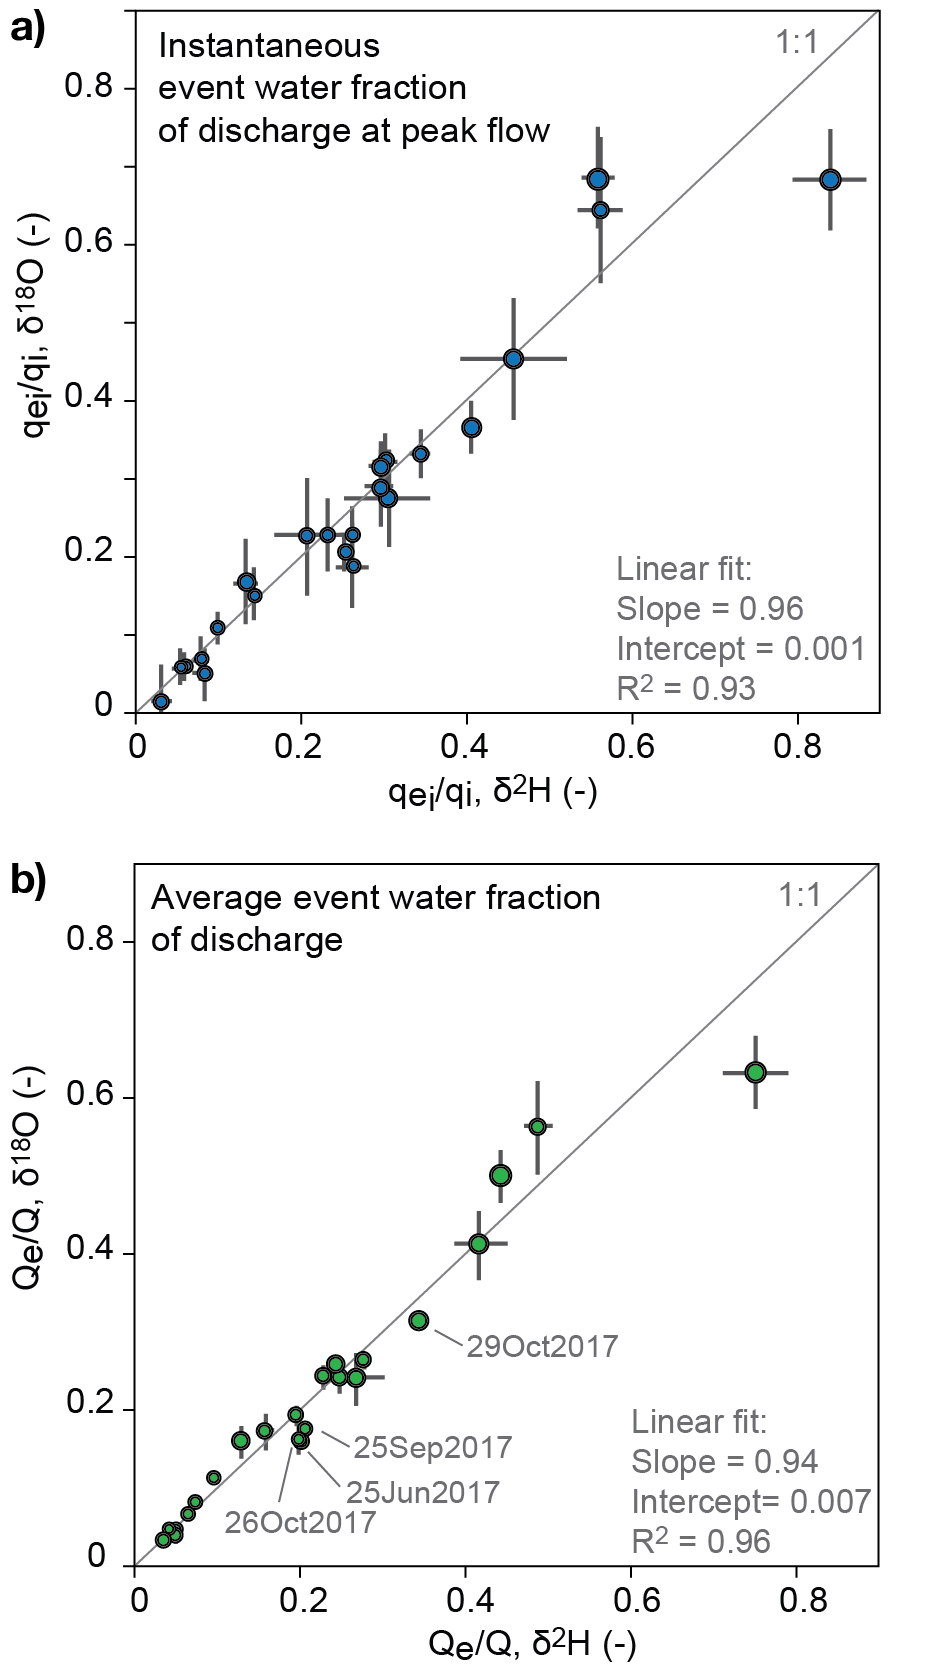 a)
Instantaneous
event water fraction
of discharge at peak flow
1:1
0.8
0.6
0.4
0.2
0
qei/qi, δ18O (-)
Linear fit:
Slope = 0.96
Intercept = 0.001
R2 = 0.93
0 0.2 0.4 0.6 0.8
qei/qi, δ2H (-)
b)
Average event water fraction
of discharge
1:1
0.8
0.6
0.4
0.2
0
Qe/Q, δ18O (-)
29Oct2017
25Sep2017
25Jun2017
26Oct2017
Linear fit:
Slope = 0.94
Intercept= 0.007
R2 = 0.96
0 0.2 0.4 0.6 0.8
Qe/Q, δ2H (-)